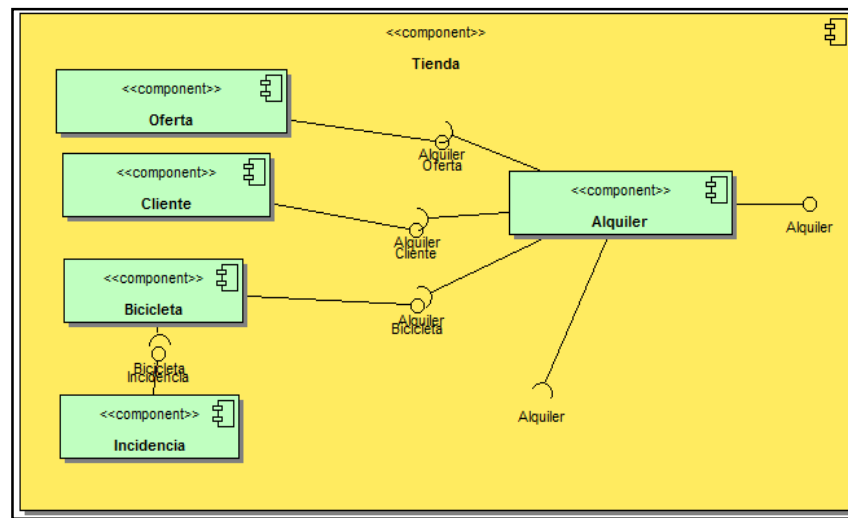 <<component>>
Tienda
<<component>>
Oferta
Alquiler
Oferta
<<component>>
Cliente
Alquiler
Cliente
<<component>>
Alquiler
Alquiler
<<component>>
Bicicleta
Alquiler
Bicicleta
Bicicleta
Incidencia
<<component>>
Incidencia
Alquiler